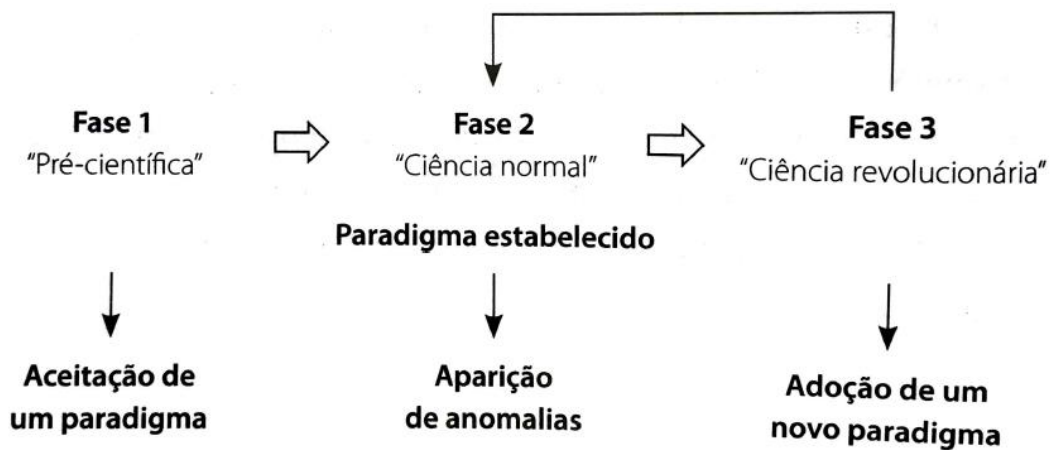 Fase 1
"Pré-científica"
Fase 2
"Ciência normal"
Fase 3
"Ciência revolucionária"
Paradigma estabelecido
Aceitação de
um paradigma
Aparição
de anomalias
Adoção de um
novo paradigma